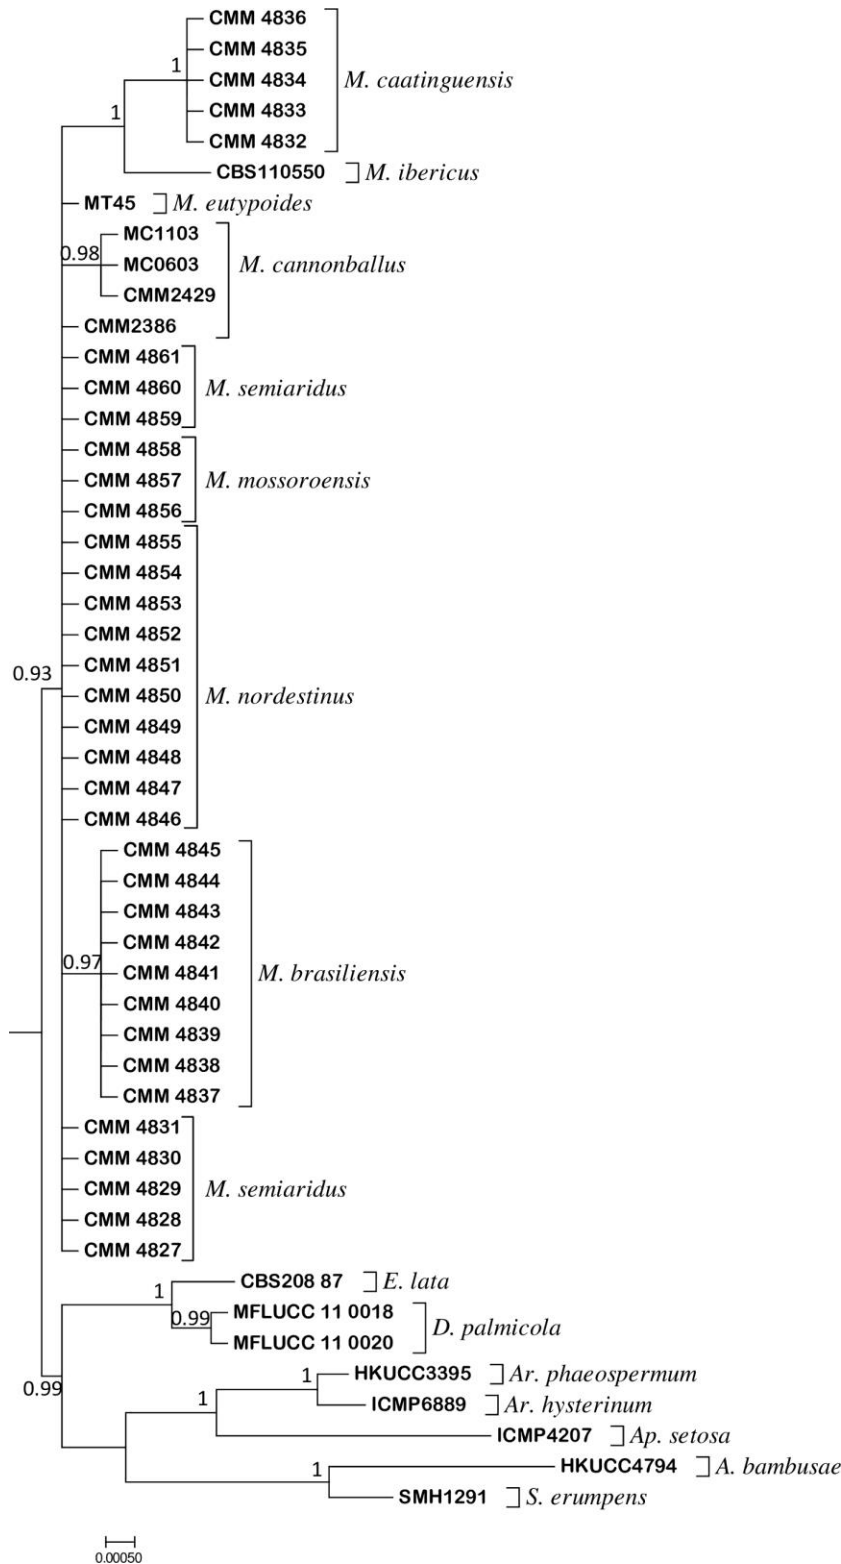 CMM 4836
CMM 4835
1
CMM 4834 M. caatinguensis
CMM 4833
1
CMM 4832
CBS110550 M. ibericus
MT45 M. eutypoides
MC1103
0.98
MC0603 M. cannonballus
CMM2429
CMM2386
CMM 4861
CMM 4860 M. semiaridus
CMM 4859
CMM 4858
CMM 4857 M. mossoroensis
CMM 4856
CMM 4855
CMM 4854
CMM 4853
CMM 4852
CMM 4851
0.93
CMM 4850 M. nordestinus
CMM 4849
CMM 4848
CMM 4847
CMM 4846
CMM 4845
CMM 4844
CMM 4843
CMM 4842
0.97
CMM 4841 M. brasiliensis
CMM 4840
CMM 4839
CMM 4838
CMM 4837
CMM 4831
CMM 4830
CMM 4829 M. semiaridus
CMM 4828
CMM 4827
CBS208 87 E. lata
1
0.99
MFLUCC 11 0018
D. palmicola
MFLUCC 11 0020
HKUCC3395 Ar. phaeospermum
1
0.99
1
ICMP6889 Ar. hysterinum
ICMP4207 Ap. setosa
HKUCC4794 A. bambusae
1
SMH1291 S. erumpens
0.00050